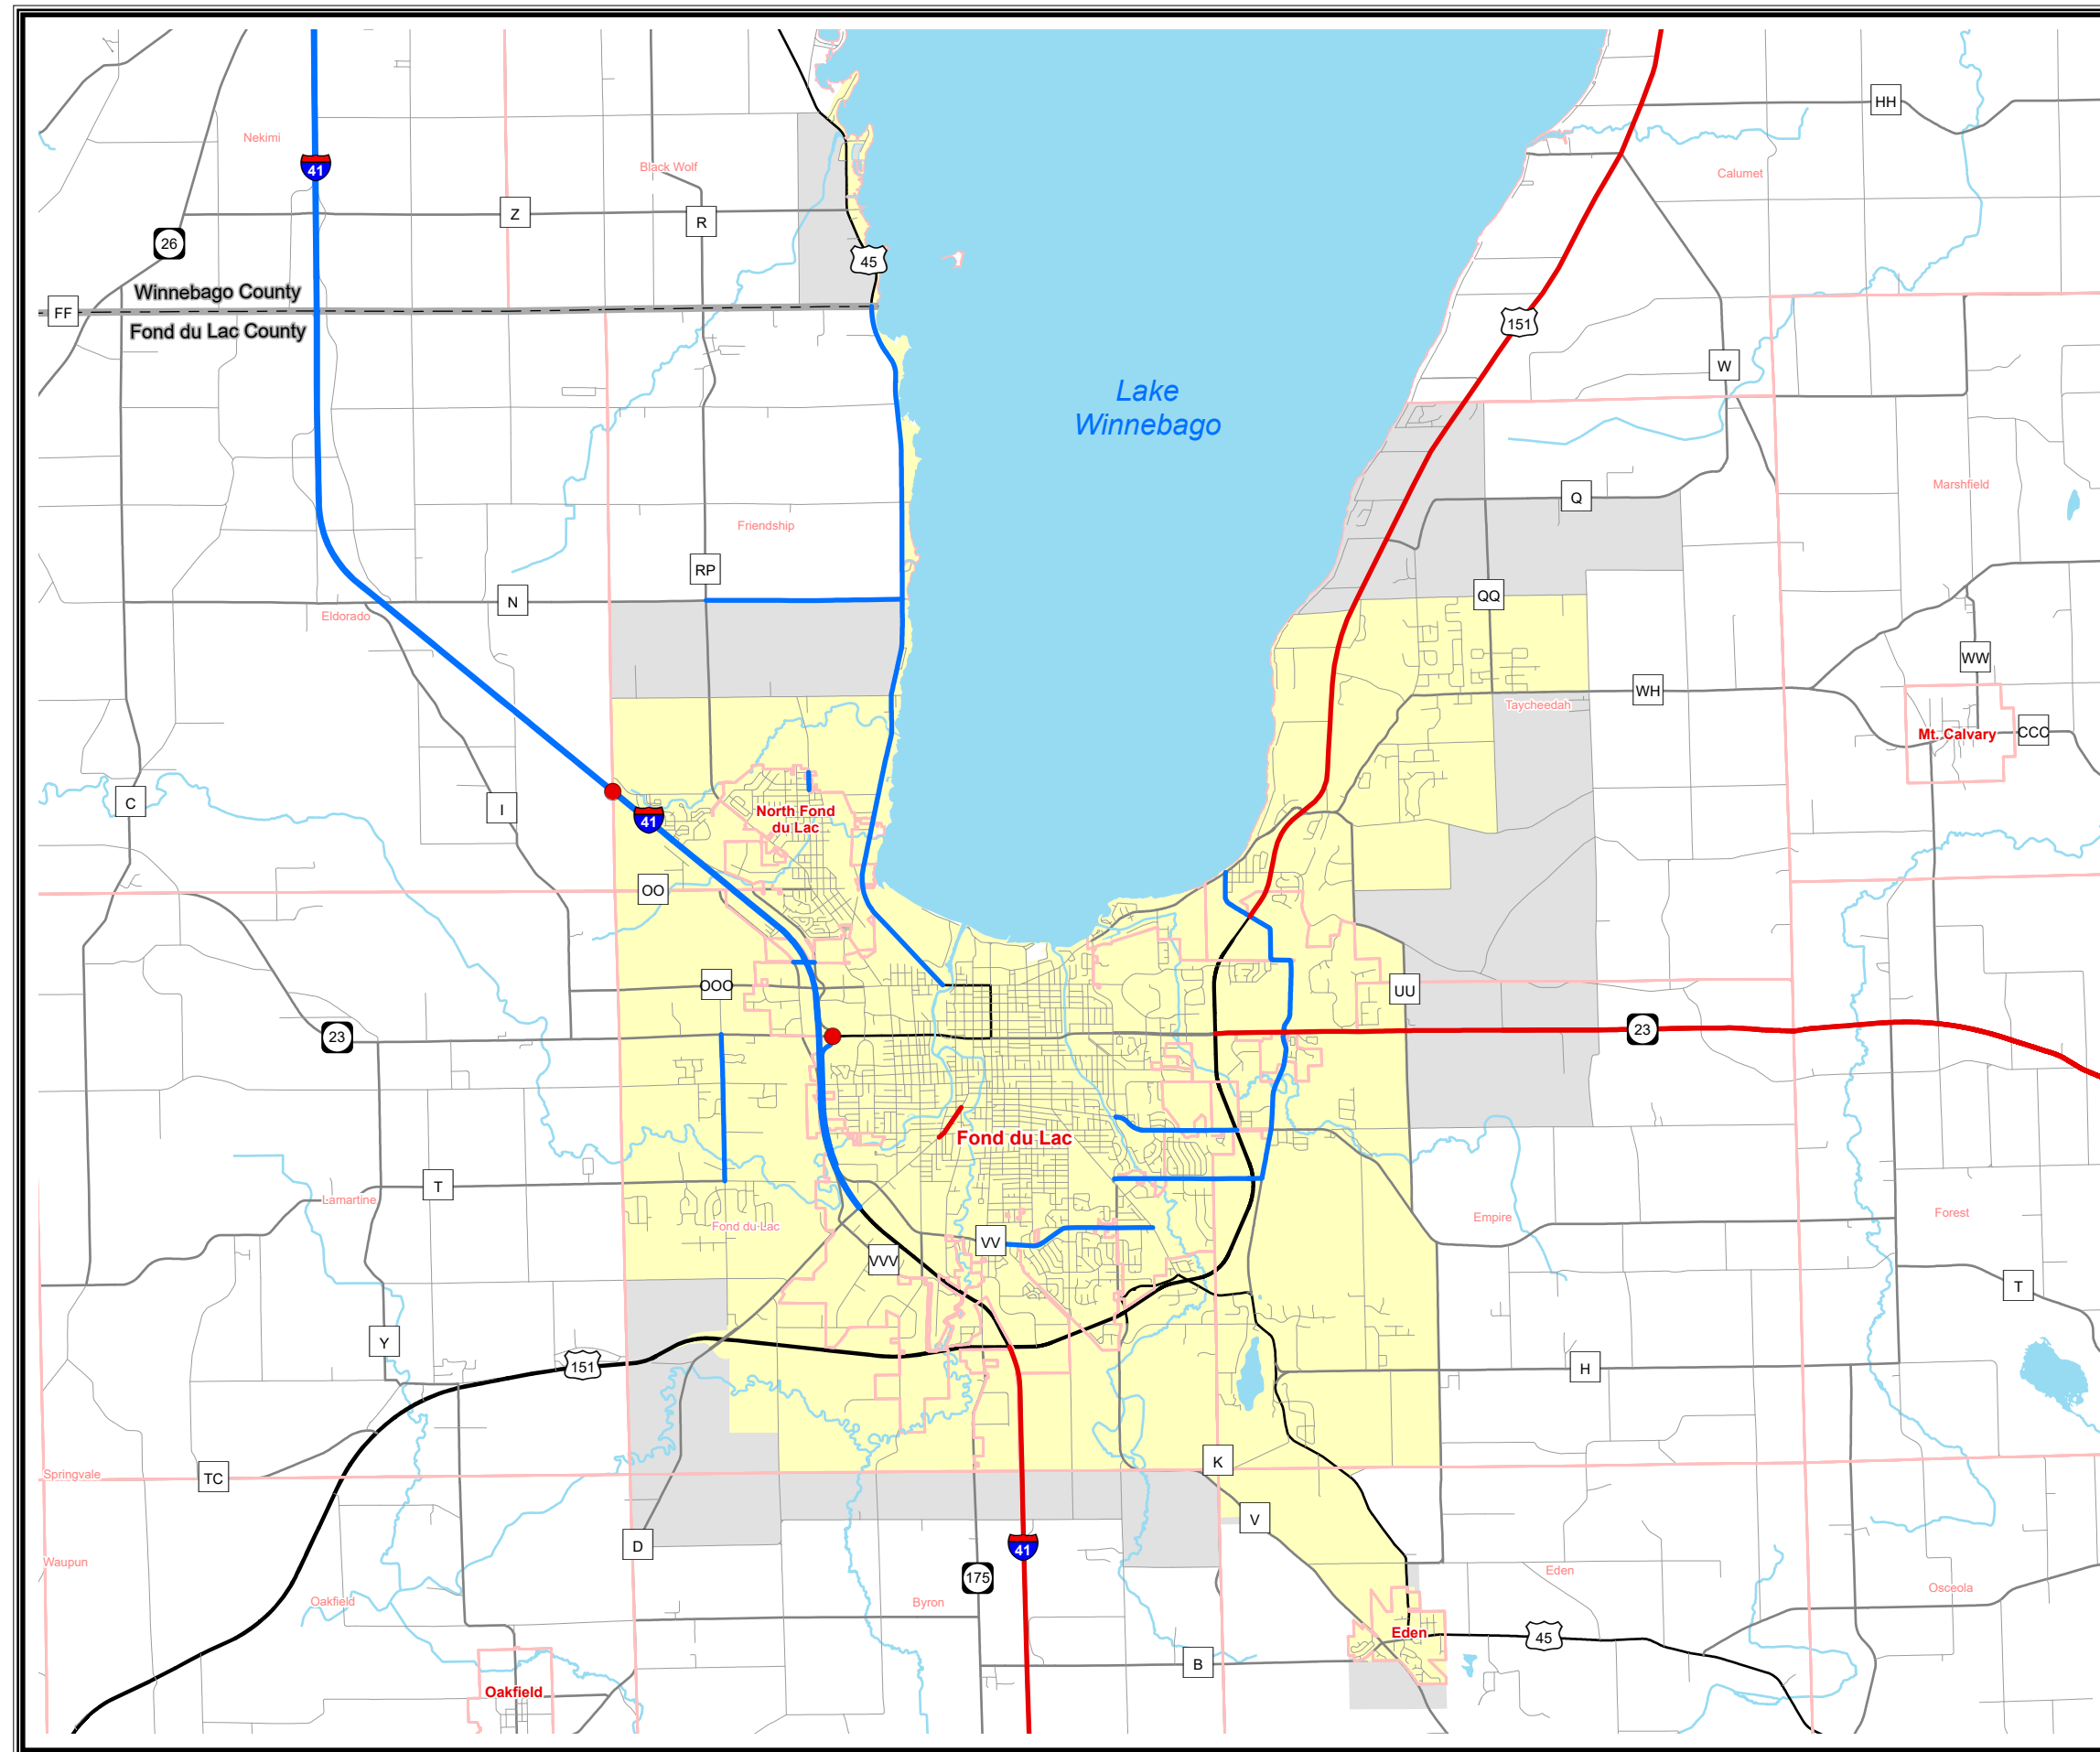 HH
Nekimi
41
Black Wolf
Calumet
Z
R
26
45
Winnebago County
FF
151
Fond du Lac County
W
Lake
Winnebago
Marshfield
Q
Friendship
RP
QQ
N
Eldorado
WW
WH
Taycheedah
Mt. Calvary
CCC
C
I
North Fond
du Lac
41
OO
OOO
UU
23
23
Fond du Lac
T
Lamartine
Forest
Empire
Fond du Lac
VV
VVV
T
Y
151
H
K
Springvale
TC
V
D
41
Waupun
175
Eden
Osceola
Oakfield
Byron
Eden
45
B
Oakfield